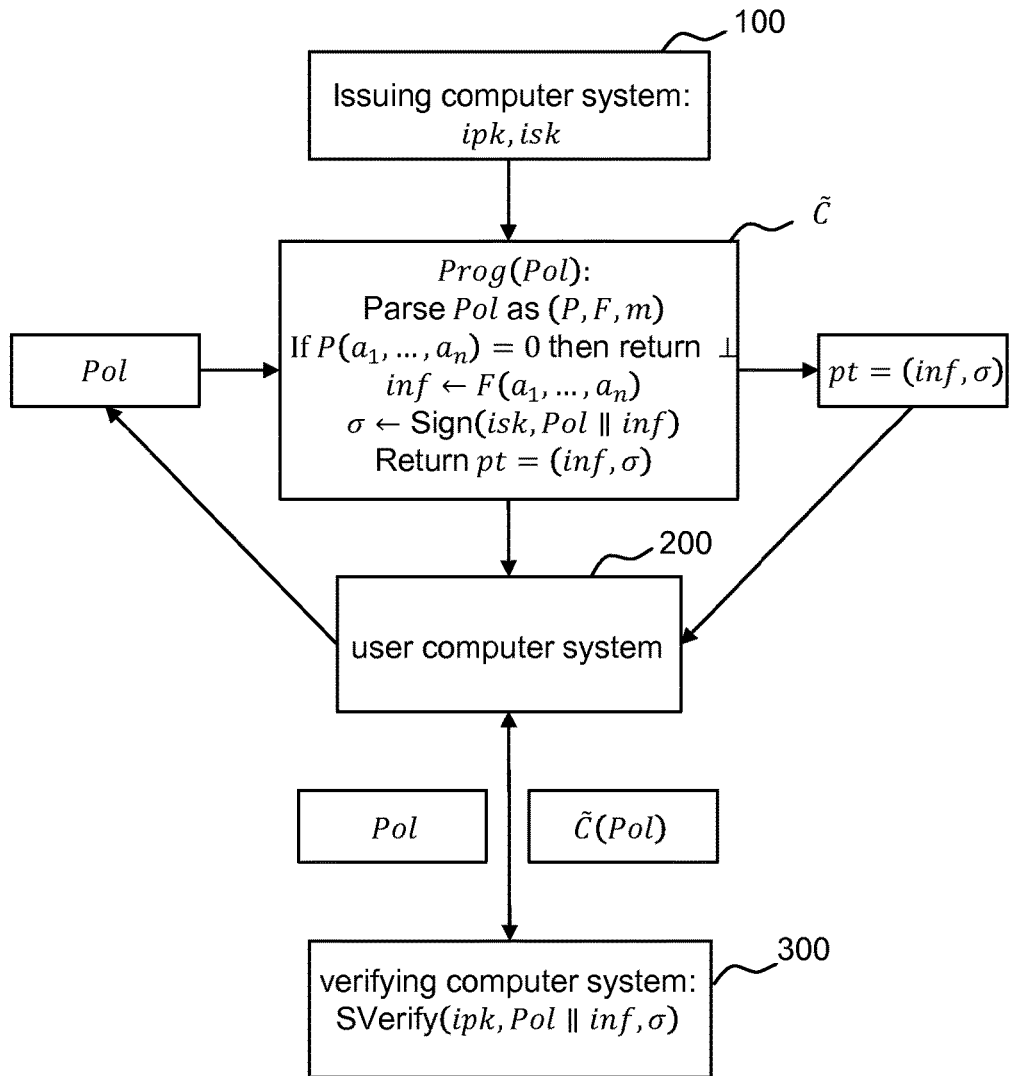 100
Issuing computer system:
ipk, isk
C̃
Prog(Pol):
Parse Pol as (P, F, m)
If P(a₁, …, aₙ) = 0 then return ⊥
inf ← F(a₁, …, aₙ)
σ ← Sign(isk, Pol ∥ inf)
Return pt = (inf, σ)
Pol
pt = (inf, σ)
200
user computer system
Pol
C̃(Pol)
300
verifying computer system:
SVerify(ipk, Pol ∥ inf, σ)